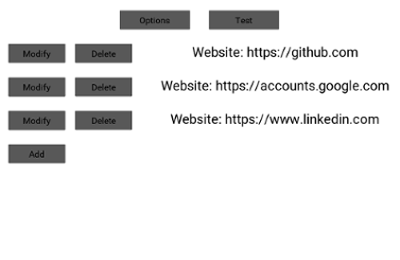 Options Test
Modify Delete Website: https://github.com
Modify Delete Website: https://accounts.google.com
Modify Delete Website: https://www.linkedin.com
Add